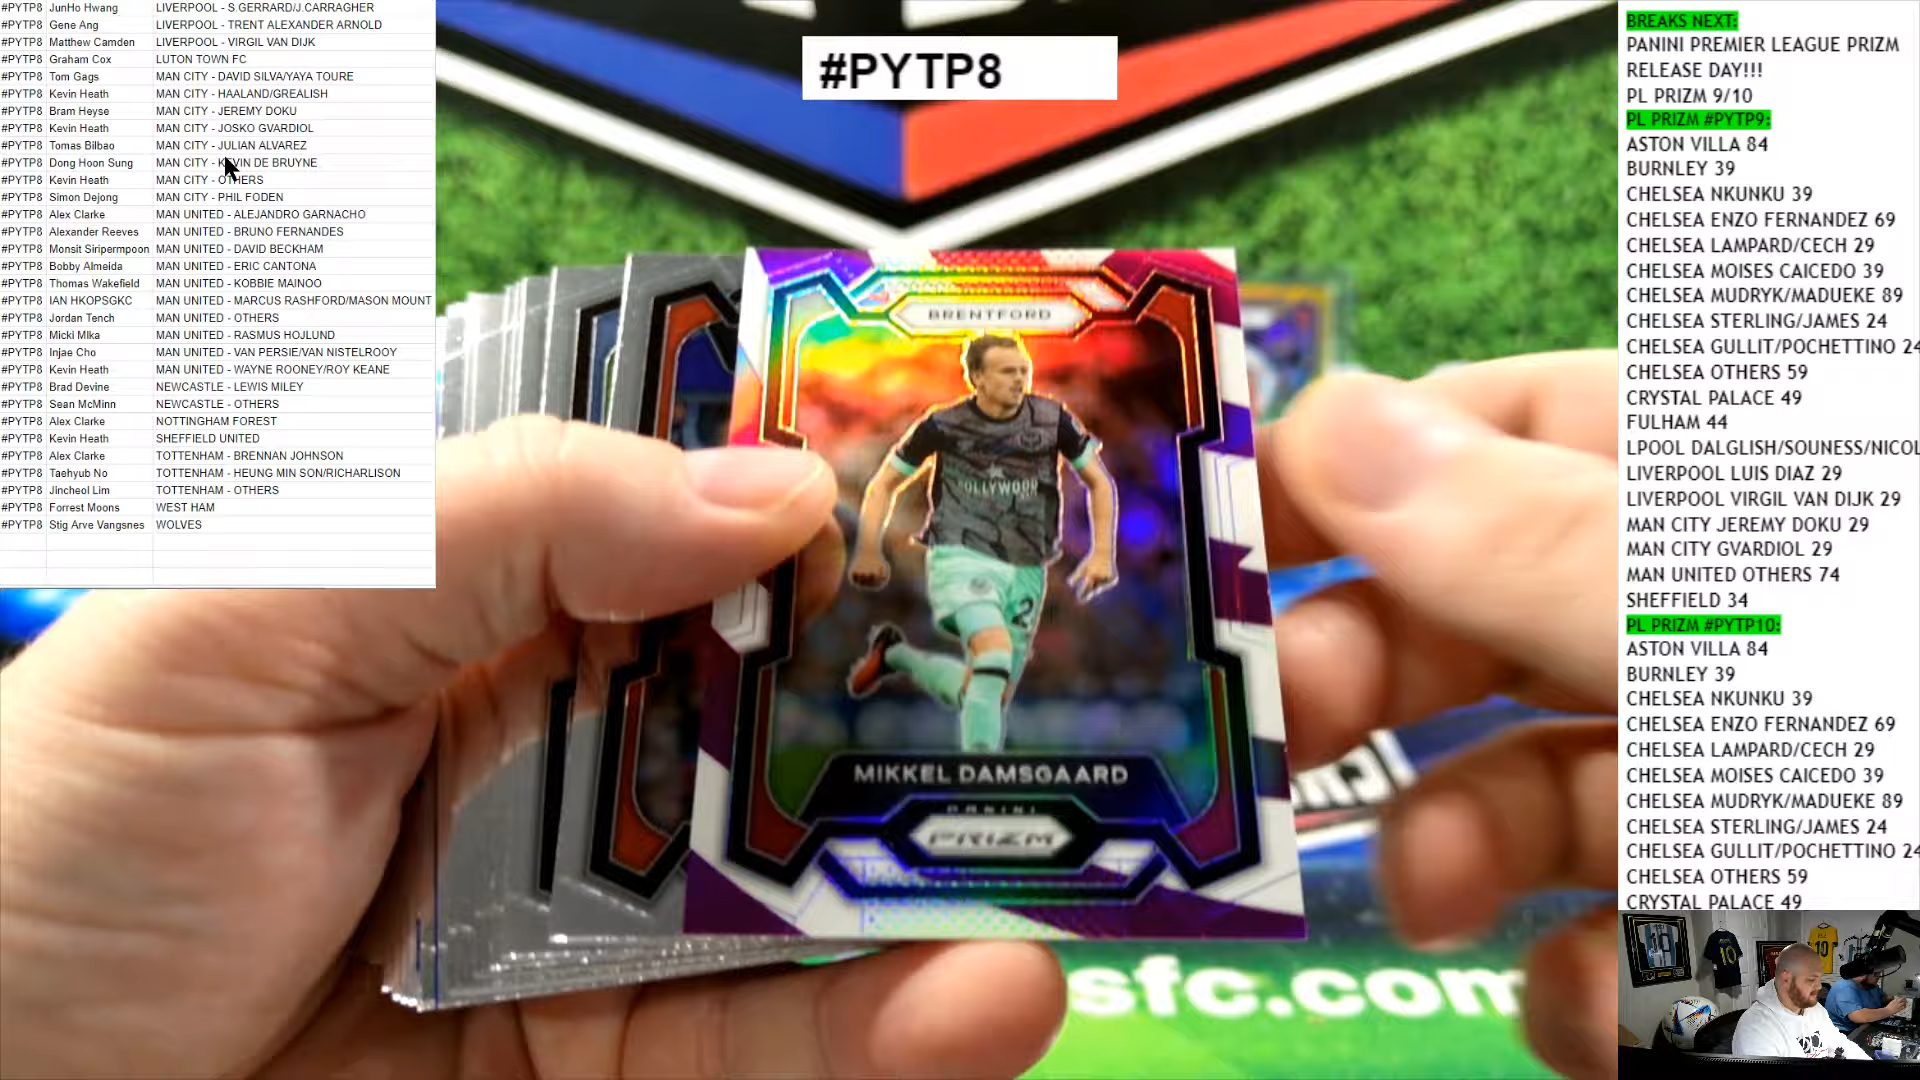 #PYTP8 JunHo Hwang LIVERPOOL - S.GERRARD/J.CARRAGHER
#PYTP8 Gene Ang LIVERPOOL - TRENT ALEXANDER ARNOLD
#PYTP8 Matthew Camden LIVERPOOL - VIRGIL VAN DIJK
#PYTP8 Graham Cox LUTON TOWN FC
#PYTP8 Tom Gags MAN CITY - DAVID SILVA/YAYA TOURE
#PYTP8 Kevin Heath MAN CITY - HAALAND/GREALISH
#PYTP8 Bram Heyse MAN CITY - JEREMY DOKU
#PYTP8 Kevin Heath MAN CITY - JOSKO GVARDIOL
#PYTP8 Tomas Bilbao MAN CITY - JULIAN ALVAREZ
#PYTP8 Dong Hoon Sung MAN CITY - KEVIN DE BRUYNE
#PYTP8 Kevin Heath MAN CITY - OTHERS
#PYTP8 Simon Dejong MAN CITY - PHIL FODEN
#PYTP8 Alex Clarke MAN UNITED - ALEJANDRO GARNACHO
#PYTP8 Alexander Reeves MAN UNITED - BRUNO FERNANDES
#PYTP8 Monsit Siripermpoon MAN UNITED - DAVID BECKHAM
#PYTP8 Bobby Almeida MAN UNITED - ERIC CANTONA
#PYTP8 Thomas Wakefield MAN UNITED - KOBBIE MAINOO
#PYTP8 IAN HKOPSGKC MAN UNITED - MARCUS RASHFORD/MASON MOUNT
#PYTP8 Jordan Tench MAN UNITED - OTHERS
#PYTP8 Micki MIka MAN UNITED - RASMUS HOJLUND
#PYTP8 Injae Cho MAN UNITED - VAN PERSIE/VAN NISTELROOY
#PYTP8 Kevin Heath MAN UNITED - WAYNE ROONEY/ROY KEANE
#PYTP8 Brad Devine NEWCASTLE - LEWIS MILEY
#PYTP8 Sean McMinn NEWCASTLE - OTHERS
#PYTP8 Alex Clarke NOTTINGHAM FOREST
#PYTP8 Kevin Heath SHEFFIELD UNITED
#PYTP8 Alex Clarke TOTTENHAM - BRENNAN JOHNSON
#PYTP8 Taehyub No TOTTENHAM - HEUNG MIN SON/RICHARLISON
#PYTP8 Jincheol Lim TOTTENHAM - OTHERS
#PYTP8 Forrest Moons WEST HAM
#PYTP8 Stig Arve Vangsnes WOLVES
#PYTP8
BRENTFORD
HOLLYWOOD
2
MIKKEL DAMSGAARD
PANINI
PRIZM
sfc.com
BREAKS NEXT:
PANINI PREMIER LEAGUE PRIZM
RELEASE DAY!!!
PL PRIZM 9/10
PL PRIZM #PYTP9:
ASTON VILLA 84
BURNLEY 39
CHELSEA NKUNKU 39
CHELSEA ENZO FERNANDEZ 69
CHELSEA LAMPARD/CECH 29
CHELSEA MOISES CAICEDO 39
CHELSEA MUDRYK/MADUEKE 89
CHELSEA STERLING/JAMES 24
CHELSEA GULLIT/POCHETTINO 24
CHELSEA OTHERS 59
CRYSTAL PALACE 49
FULHAM 44
LPOOL DALGLISH/SOUNESS/NICOL
LIVERPOOL LUIS DIAZ 29
LIVERPOOL VIRGIL VAN DIJK 29
MAN CITY JEREMY DOKU 29
MAN CITY GVARDIOL 29
MAN UNITED OTHERS 74
SHEFFIELD 34
PL PRIZM #PYTP10:
ASTON VILLA 84
BURNLEY 39
CHELSEA NKUNKU 39
CHELSEA ENZO FERNANDEZ 69
CHELSEA LAMPARD/CECH 29
CHELSEA MOISES CAICEDO 39
CHELSEA MUDRYK/MADUEKE 89
CHELSEA STERLING/JAMES 24
CHELSEA GULLIT/POCHETTINO 24
CHELSEA OTHERS 59
CRYSTAL PALACE 49
10
10